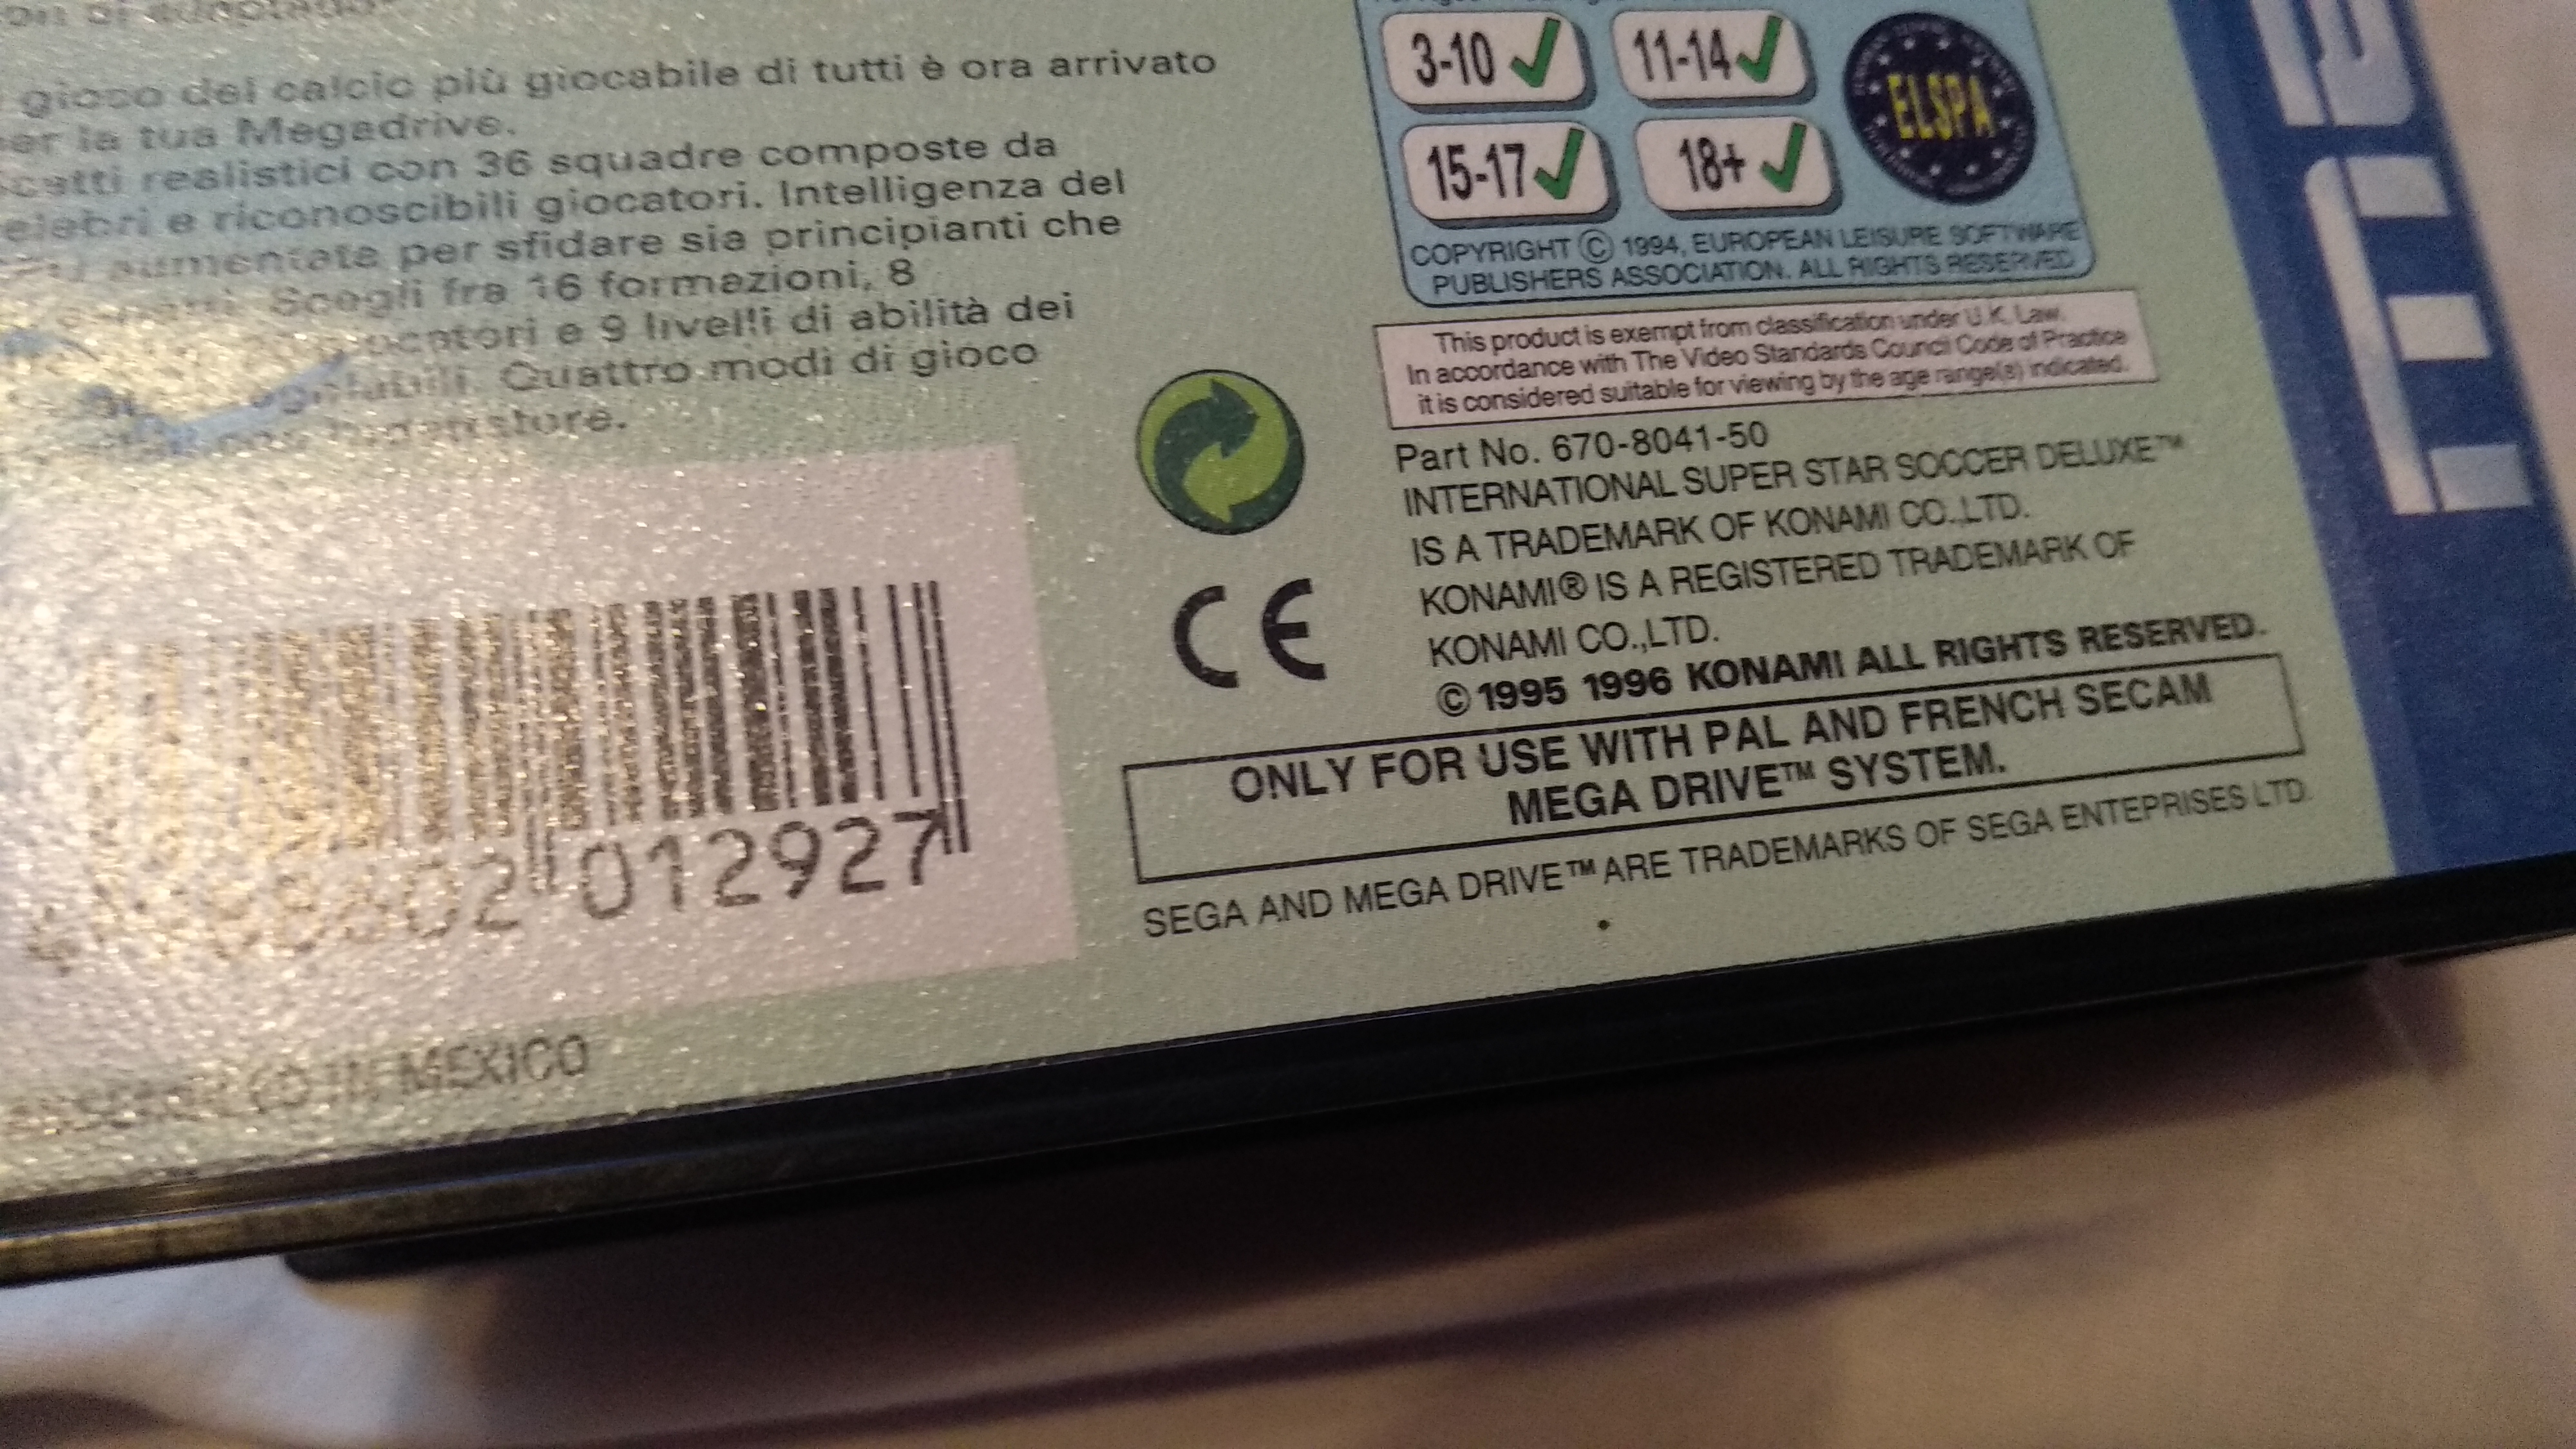 gioco del calcio più giocabile di tutti è ora arrivato
la tua Megadrive.
realistici con 36 squadre composte da
e riconoscibili giocatori. Intelligenza del
aumentata per sfidare sia principianti che
Scegli fra 16 formazioni, 8
e 9 livelli di abilità dei
Quattro modi di gioco
012927
IN MEXICO
3-10
11-14
15-17
18+
ELSPA
COPYRIGHT © 1994, EUROPEAN LEISURE SOFTWARE
PUBLISHERS ASSOCIATION. ALL RIGHTS RESERVED
This product is exempt from classification under U.K. Law.
In accordance with The Video Standards Council Code of Practice
it is considered suitable for viewing by the age range(s) indicated.
Part No. 670-8041-50
INTERNATIONAL SUPER STAR SOCCER DELUXE™
IS A TRADEMARK OF KONAMI CO.,LTD.
KONAMI® IS A REGISTERED TRADEMARK OF
KONAMI CO.,LTD.
© 1995 1996 KONAMI ALL RIGHTS RESERVED.
CE
ONLY FOR USE WITH PAL AND FRENCH SECAM
MEGA DRIVE™ SYSTEM.
SEGA AND MEGA DRIVE™ ARE TRADEMARKS OF SEGA ENTEPRISES LTD.